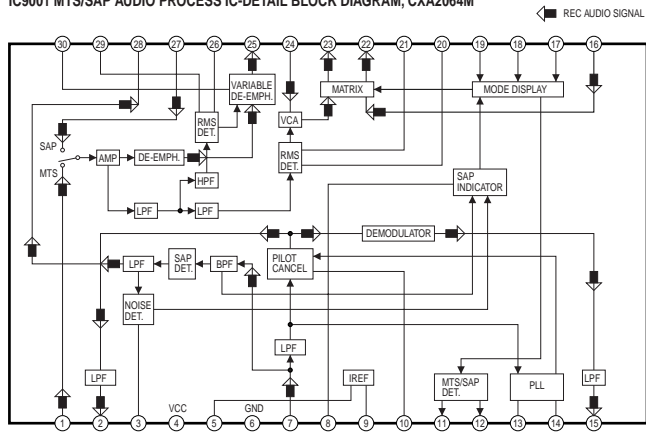 IC9001 MTS/SAP AUDIO PROCESS IC-DETAIL BLOCK DIAGRAM, CXA2064M
REC AUDIO SIGNAL
30 29 28 27 26 25 24 23 22 21 20 19 18 17 16
VARIABLE
DE-EMPH.
MATRIX
MODE DISPLAY
RMS
DET.
VCA
SAP
MTS
AMP
DE-EMPH.
RMS
DET.
HPF
SAP
INDICATOR
LPF
LPF
DEMODULATOR
LPF
SAP
DET.
BPF
PILOT
CANCEL
NOISE
DET.
LPF
LPF
IREF
MTS/SAP
DET.
PLL
LPF
VCC
GND
1 2 3 4 5 6 7 8 9 10 11 12 13 14 15